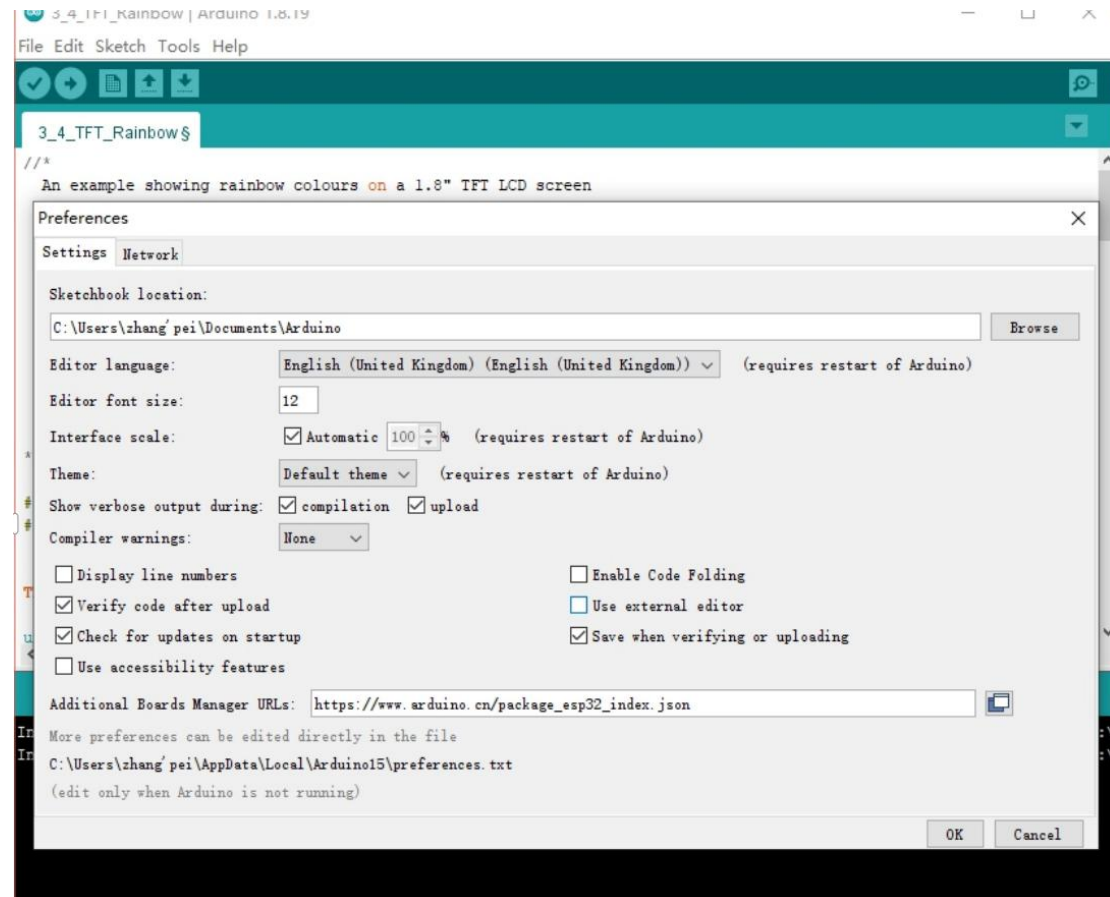 3_4_TFT_Rainbow | Arduino 1.8.19
File Edit Sketch Tools Help
3_4_TFT_Rainbow §
//*
An example showing rainbow colours on a 1.8" TFT LCD screen
Preferences
Settings Network
Sketchbook location:
C:\Users\zhang'pei\Documents\Arduino Browse
Editor language: English (United Kingdom) (English (United Kingdom)) (requires restart of Arduino)
Editor font size: 12
Interface scale: Automatic 100 % (requires restart of Arduino)
*
Theme: Default theme (requires restart of Arduino)
#
Show verbose output during: compilation upload
#
Compiler warnings: None
Display line numbers Enable Code Folding
T
Verify code after upload Use external editor
u
Check for updates on startup Save when verifying or uploading
Use accessibility features
Additional Boards Manager URLs: https://www.arduino.cn/package_esp32_index.json
In
More preferences can be edited directly in the file
In
C:\Users\zhang'pei\AppData\Local\Arduino15\preferences.txt
(edit only when Arduino is not running)
OK Cancel